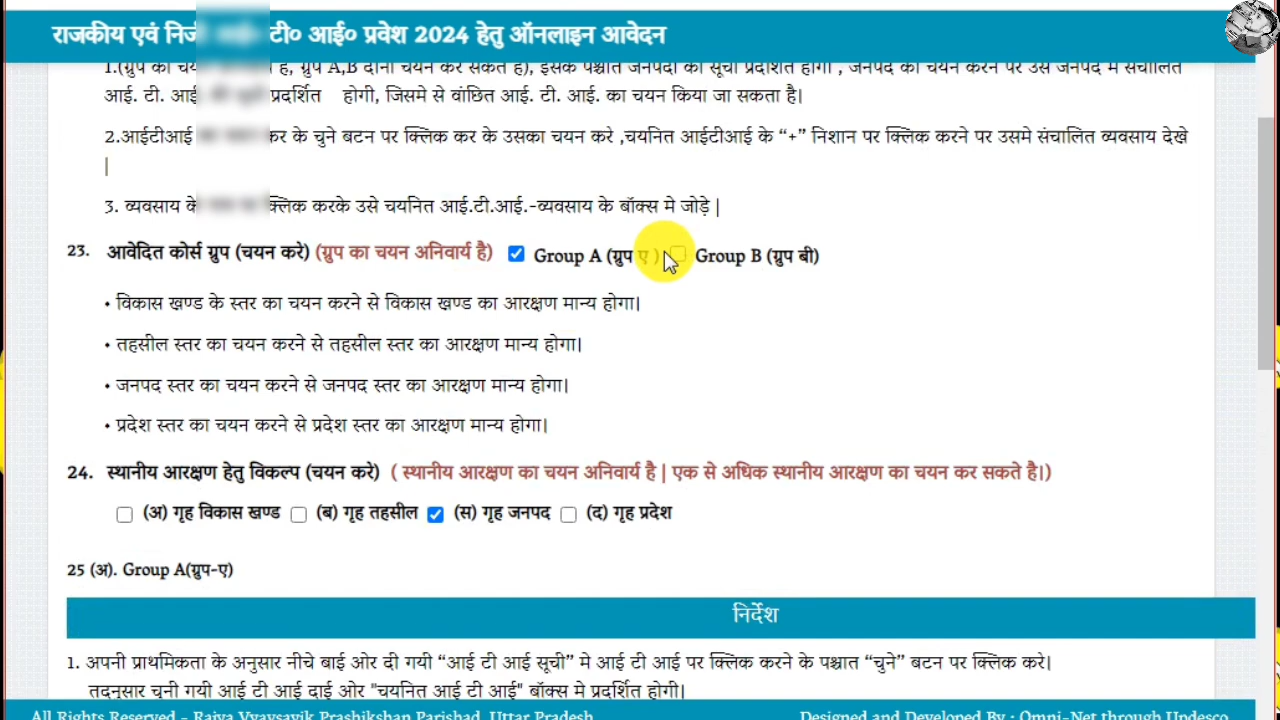 राजकीय एवं निजी टी० आई० प्रवेश 2024 हेतु ऑनलाइन आवेदन
1.(ग्रुप का चयन है, ग्रुप A,B दोनो चयन कर सकते है), इसके पश्चात जनपदो की सूची प्रदर्शित होगी , जनपद का चयन करने पर उस जनपद मे संचालित
आई. टी. आई. प्रदर्शित होगी, जिसमे से वांछित आई. टी. आई. का चयन किया जा सकता है।
2.आईटीआई कर के चुने बटन पर क्लिक कर के उसका चयन करे ,चयनित आईटीआई के “+” निशान पर क्लिक करने पर उसमे संचालित व्यवसाय देखे
|
3. व्यवसाय के क्लिक करके उसे चयनित आई.टी.आई.-व्यवसाय के बॉक्स मे जोड़े |
23. आवेदित कोर्स ग्रुप (चयन करे) (ग्रुप का चयन अनिवार्य है) Group A (ग्रुप ए ) Group B (ग्रुप बी)
• विकास खण्ड के स्तर का चयन करने से विकास खण्ड का आरक्षण मान्य होगा।
• तहसील स्तर का चयन करने से तहसील स्तर का आरक्षण मान्य होगा।
• जनपद स्तर का चयन करने से जनपद स्तर का आरक्षण मान्य होगा।
• प्रदेश स्तर का चयन करने से प्रदेश स्तर का आरक्षण मान्य होगा।
24. स्थानीय आरक्षण हेतु विकल्प (चयन करे) ( स्थानीय आरक्षण का चयन अनिवार्य है | एक से अधिक स्थानीय आरक्षण का चयन कर सकते है।)
(अ) गृह विकास खण्ड (ब) गृह तहसील (स) गृह जनपद (द) गृह प्रदेश
25 (अ). Group A(ग्रुप-ए)
निर्देश
1. अपनी प्राथमिकता के अनुसार नीचे बाई ओर दी गयी “आई टी आई सूची” मे आई टी आई पर क्लिक करने के पश्चात “चुने” बटन पर क्लिक करे।
तदनुसार चुनी गयी आई टी आई दाई ओर "चयनित आई टी आई" बॉक्स मे प्रदर्शित होगी।
All Rights Reserved - Rajya Vyavsayik Prashikshan Parishad, Uttar Pradesh Designed and Developed By : Omni-Net through Updesco